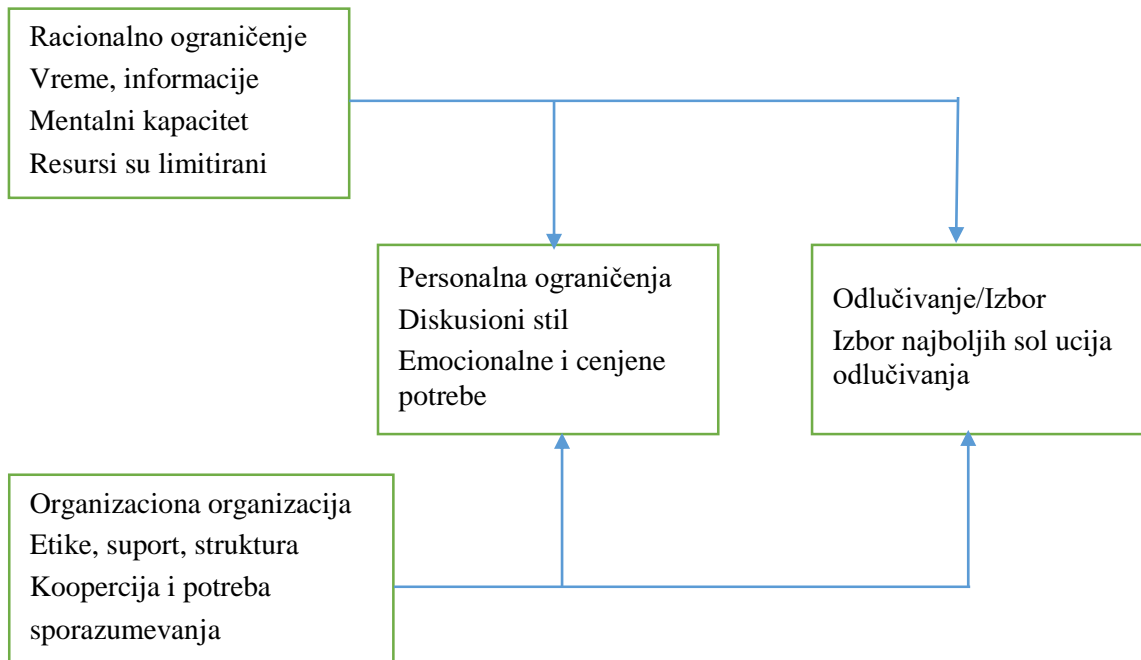 Racionalno ograničenje
Vreme, informacije
Mentalni kapacitet
Resursi su limitirani
Personalna ograničenja
Diskusioni stil
Emocionalne i cenjene
potrebe
Odlučivanje/Izbor
Izbor najboljih sol ucija
odlučivanja
Organizaciona organizacija
Etike, suport, struktura
Koopercija i potreba
sporazumevanja